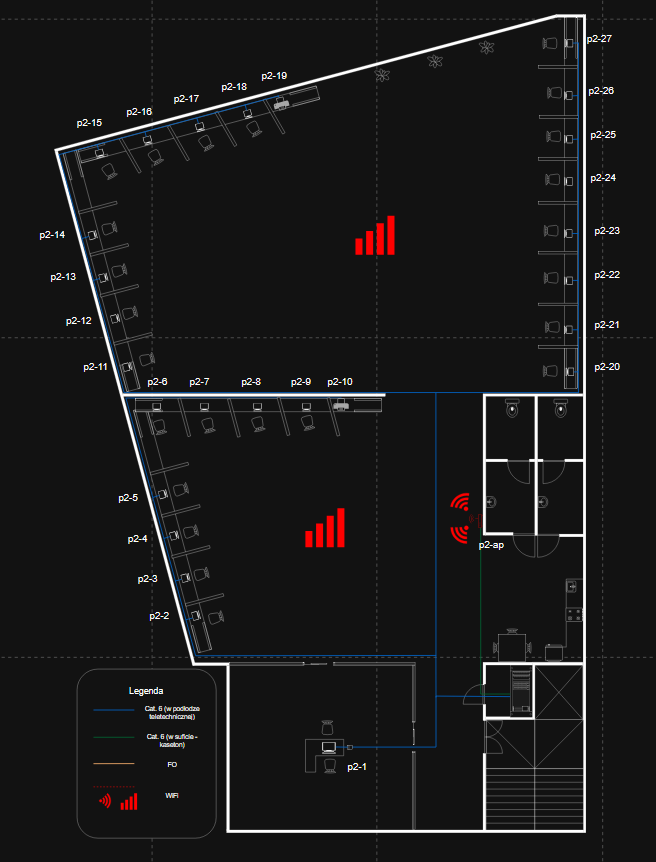 p2-27
p2-19
p2-18
p2-26
p2-17
p2-16
p2-15
p2-25
p2-24
p2-14
p2-23
p2-13
p2-22
p2-12
p2-21
p2-11
p2-20
p2-6
p2-7
p2-8
p2-9
p2-10
p2-5
p2-4
p2-ap
p2-3
p2-2
Legenda
Cat. 6 (w podłodze
teletechnicznej)
Cat. 6 (w suficie -
kaseton)
FO
WiFi
p2-1